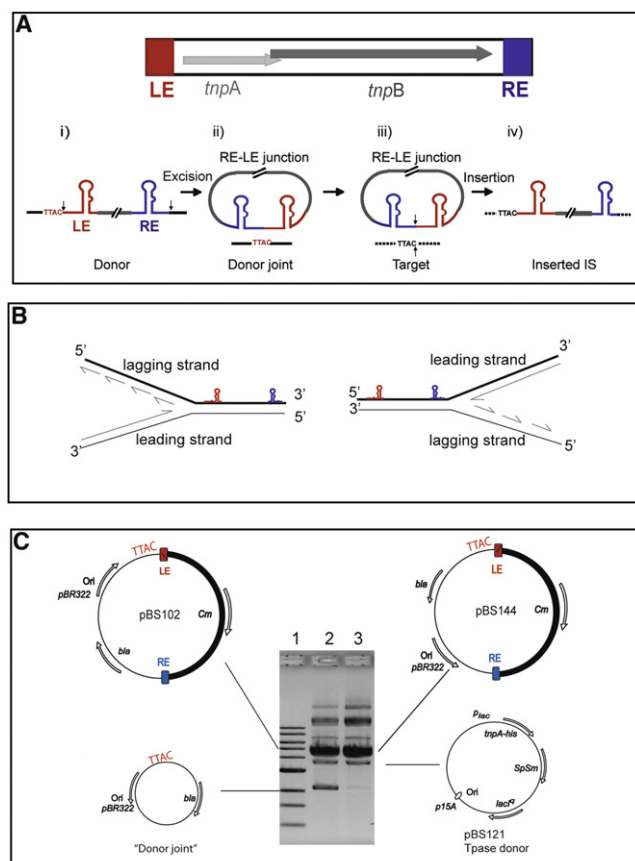 A
LE
tnpA
tnpB
RE
i)
ii)
iii)
iv)
RE-LE junction
RE-LE junction
Excision
Insertion
TTAC
LE
RE
TTAC
TTAC
TTAC
LE
RE
Donor
Donor joint
Target
Inserted IS
B
5’
lagging strand
3’
5’
leading strand
3’
leading strand
3’
5’
3’
lagging strand
5’
C
TTAC
LE
Ori
pBR322
pBS102
Cm
bla
RE
TTAC
LE
bla
pBS144
Cm
Ori
pBR322
RE
1 2 3
TTAC
Ori
pBR322
bla
"Donor joint"
Plac
tnpA-his
SpSm
Ori
p15A
lacIq
pBS121
Tpase donor